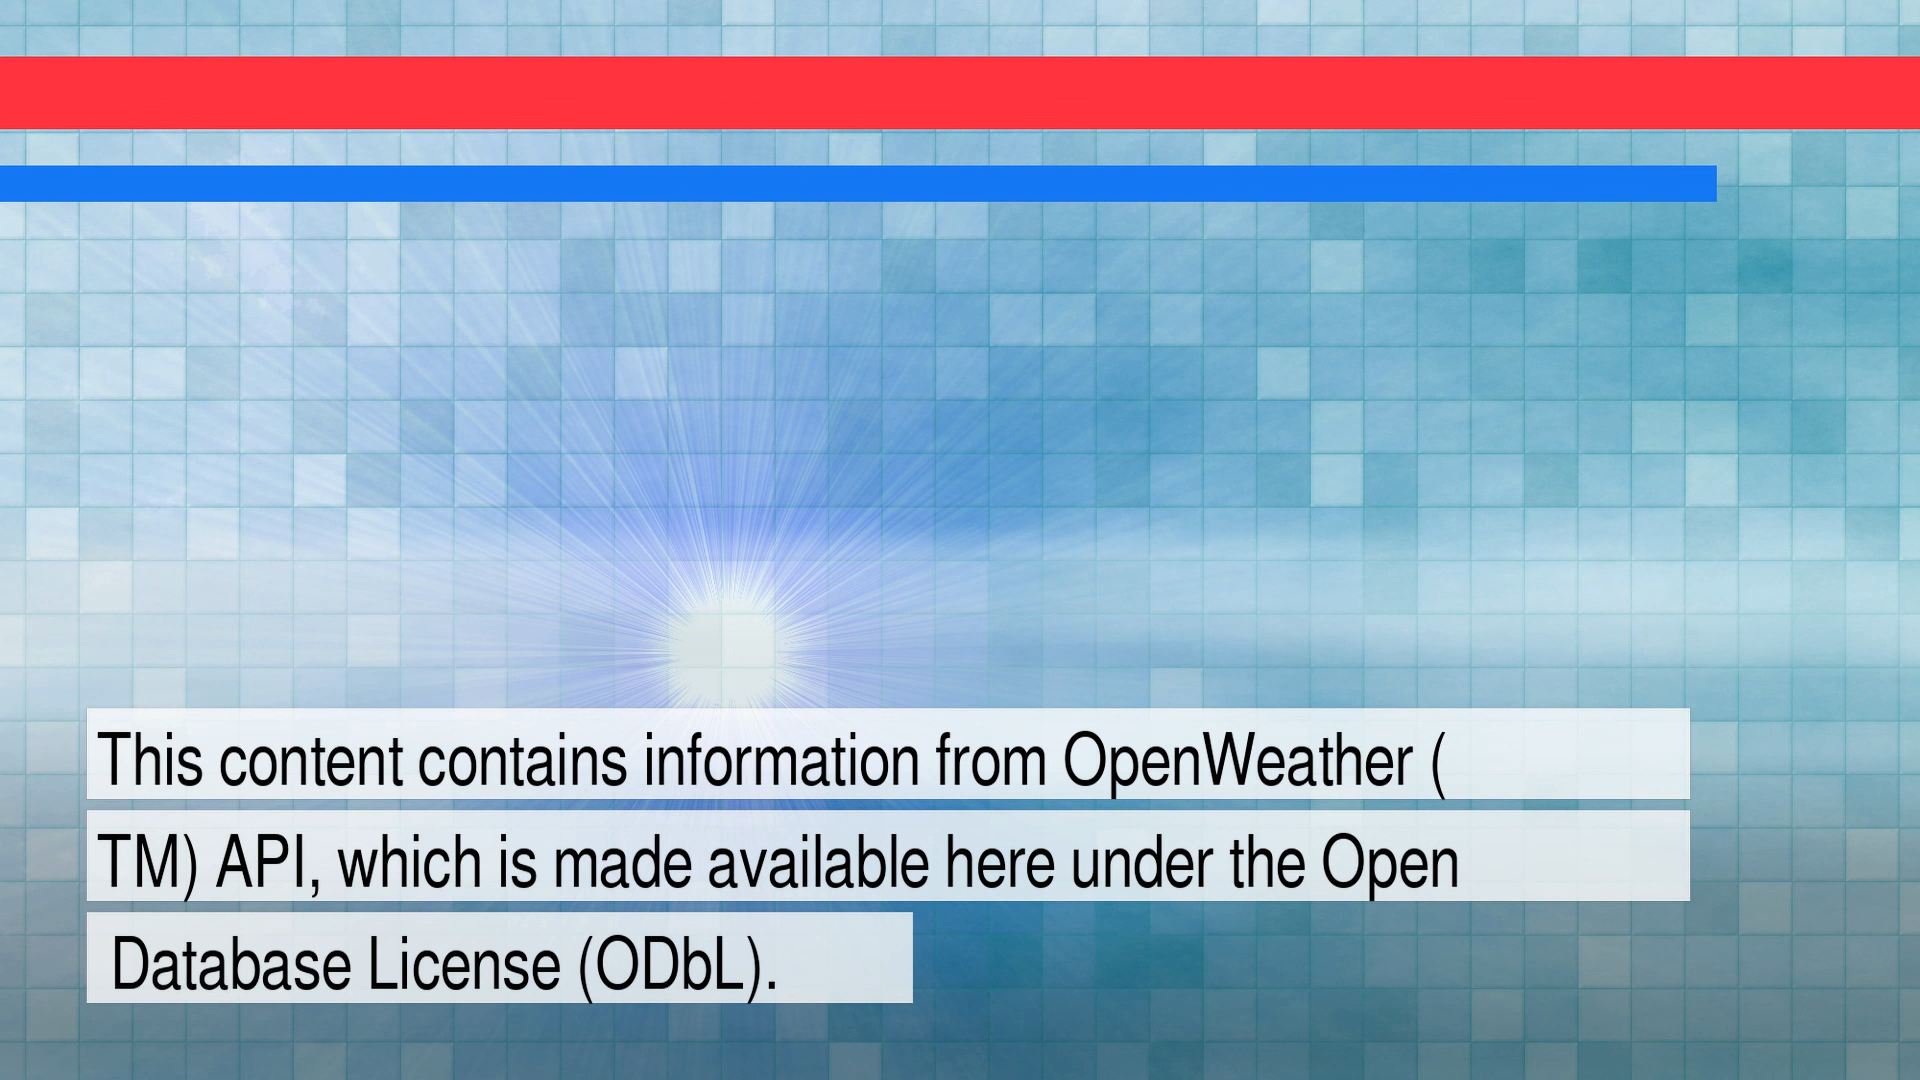 This content contains information from OpenWeather (
TM) API, which is made available here under the Open
Database License (ODbL).